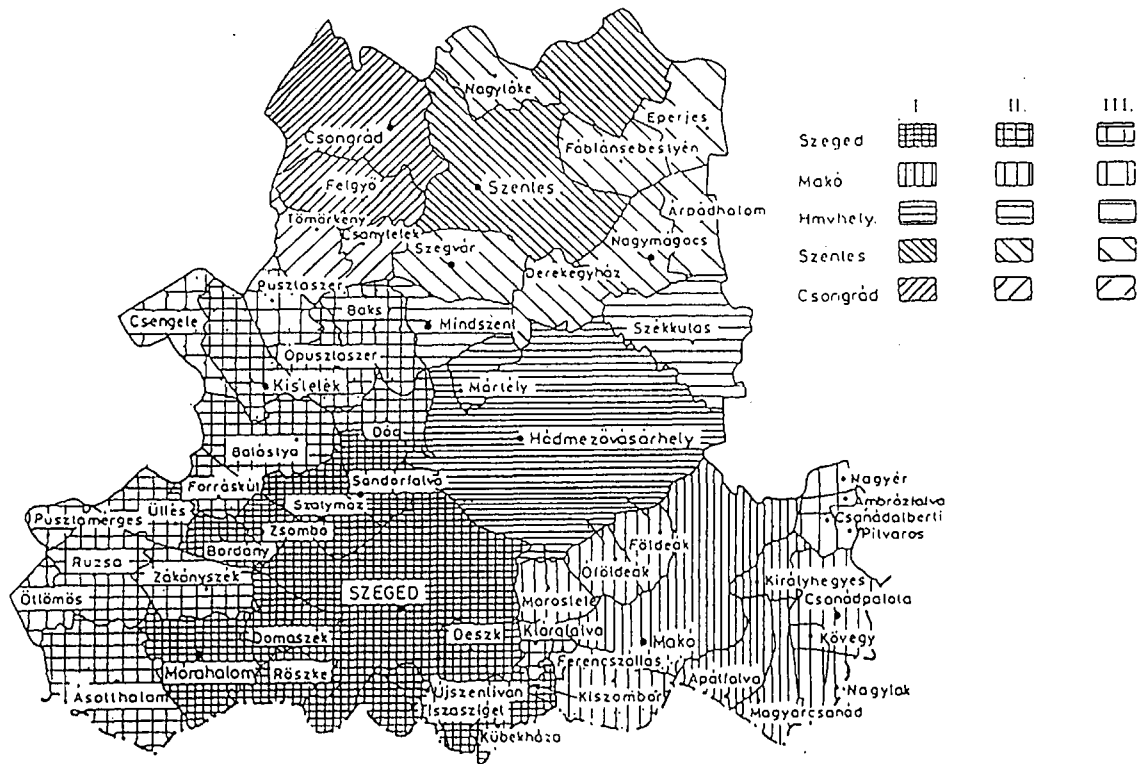 Nagytőke
Eperjes
Csongrád
Fábiánsebestyén
Felgyő
Szentes
Árpádhalom
Tömörkény
Csanytelek
Szegvár
Nagymágocs
Derekegyház
Pusztaszer
Baks
Csengele
Mindszent
Székkutas
Ópusztaszer
Kistelek
Mártély
Dóc
Hódmezővásárhely
Balástya
Sándorfalva
Nagyér
Forráskút
Ambrózfalva
Szatymaz
Csanádalberti
Pusztamérges
Üllés
Pitvaros
Zsombó
Bordány
Földeák
Ruzsa
Óföldeák
Zákányszék
Királyhegyes
Öttömös
SZEGED
Maroslele
Csanádpalota
Klárafalva
Domaszék
Deszk
Makó
Kövegy
Ferencszállás
Mórahalom
Röszke
Apátfalva
Újszentiván
Kiszombor
Nagylak
Ásotthalom
Tiszasziget
Magyarcsanád
Kübekháza
I II. III.
Szeged
Makó
Hmvhely.
Szentes
Csongrád